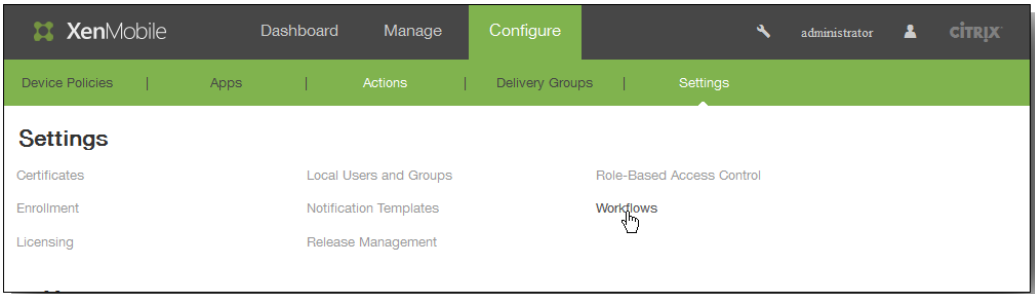 XenMobile Dashboard Manage Configure administrator CITRIX
Device Policies | Apps | Actions | Delivery Groups | Settings
Settings
Certificates Local Users and Groups Role-Based Access Control
Enrollment Notification Templates Workflows
Licensing Release Management